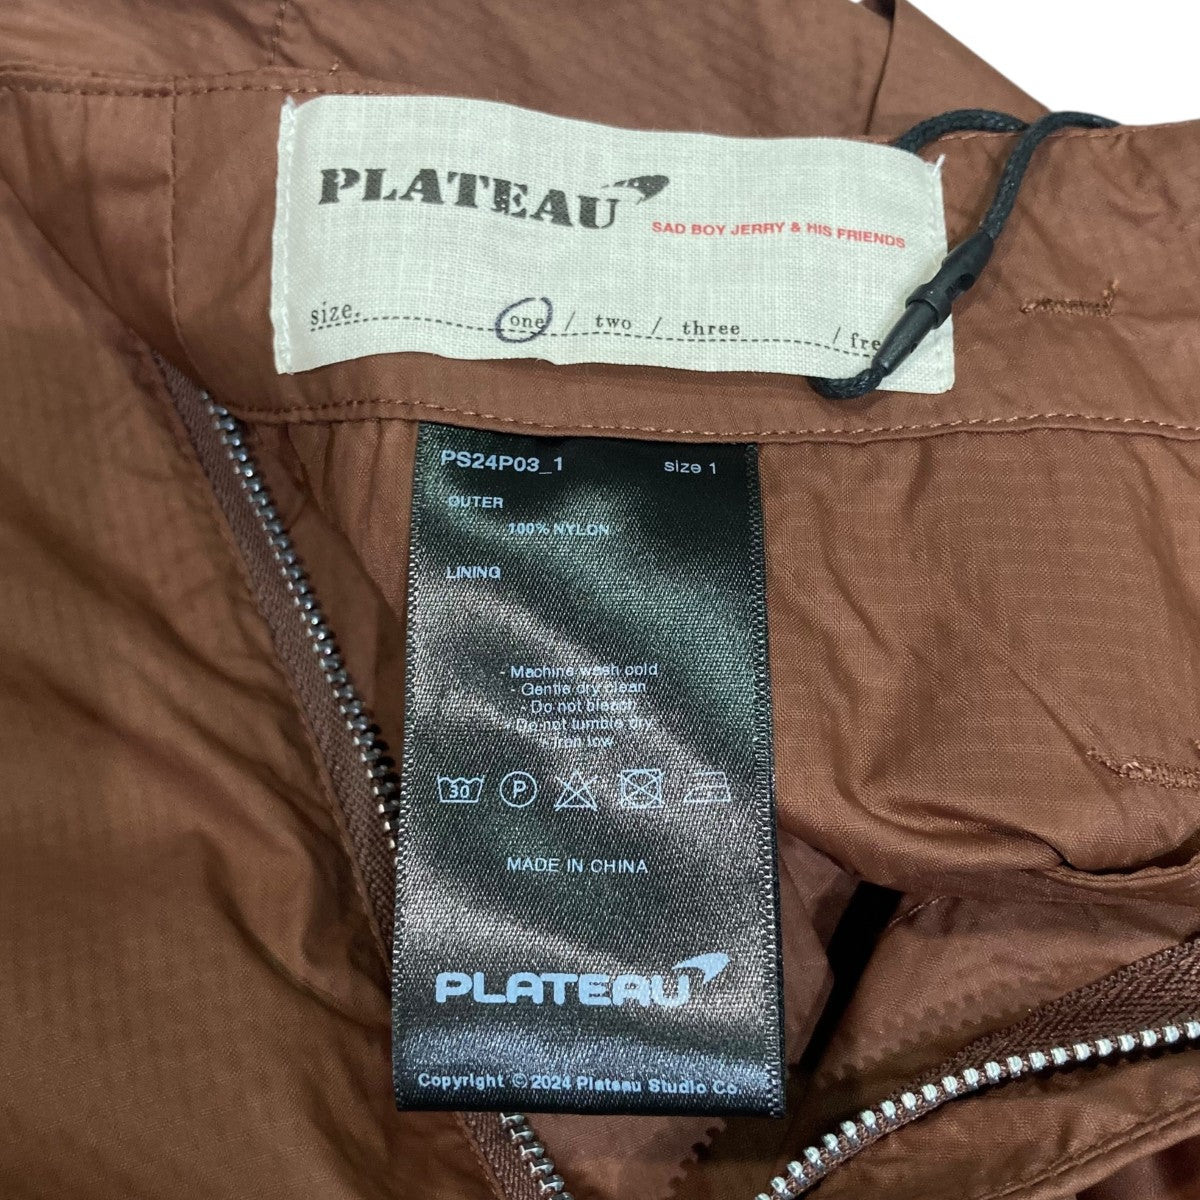 PLATEAU
SAD BOY JERRY & HIS FRIENDS
size. one / two / three / fre
PS24P03_1 size 1
OUTER
100% NYLON
LINING
- Machine wash cold
- Gentle dry clean
- Do not bleach
- Do not tumble dry
- Iron low
30 P
MADE IN CHINA
PLATEAU
Copyright © 2024 Plateau Studio Co.